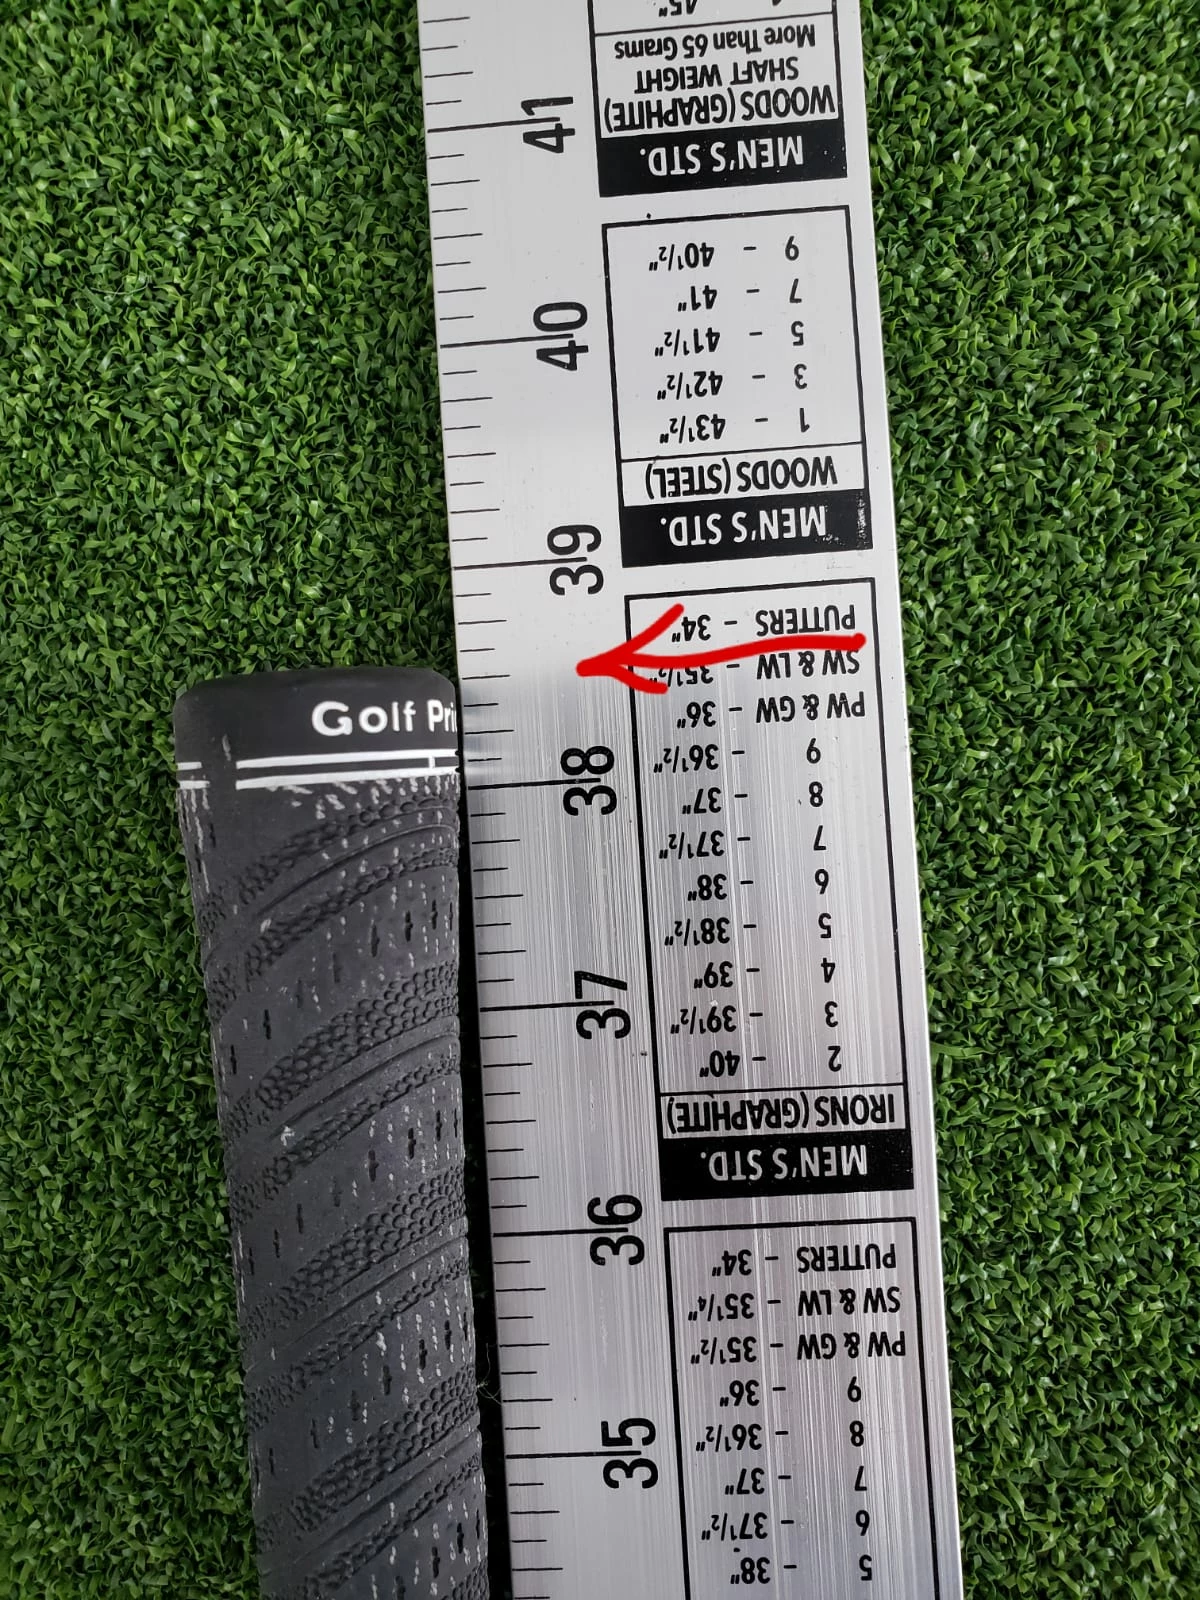 Golf Pri
5 - 38"
6 - 37½"
7 - 37"
8 - 36½"
9 - 36"
PW & GW - 35½"
SW & LW - 35¼"
PUTTERS - 34"
MEN'S STD.
IRONS (GRAPHITE)
2 - 40"
3 - 39½"
4 - 39"
5 - 38½"
6 - 38"
7 - 37½"
8 - 37"
9 - 36½"
PW & GW - 36"
SW & LW - 35½"
PUTTERS - 34"
MEN'S STD.
WOODS (STEEL)
1 - 43½"
3 - 42½"
5 - 41½"
7 - 41"
9 - 40½"
MEN'S STD.
WOODS (GRAPHITE)
SHAFT WEIGHT
More Than 65 Grams
45"
35
36
37
38
39
40
41